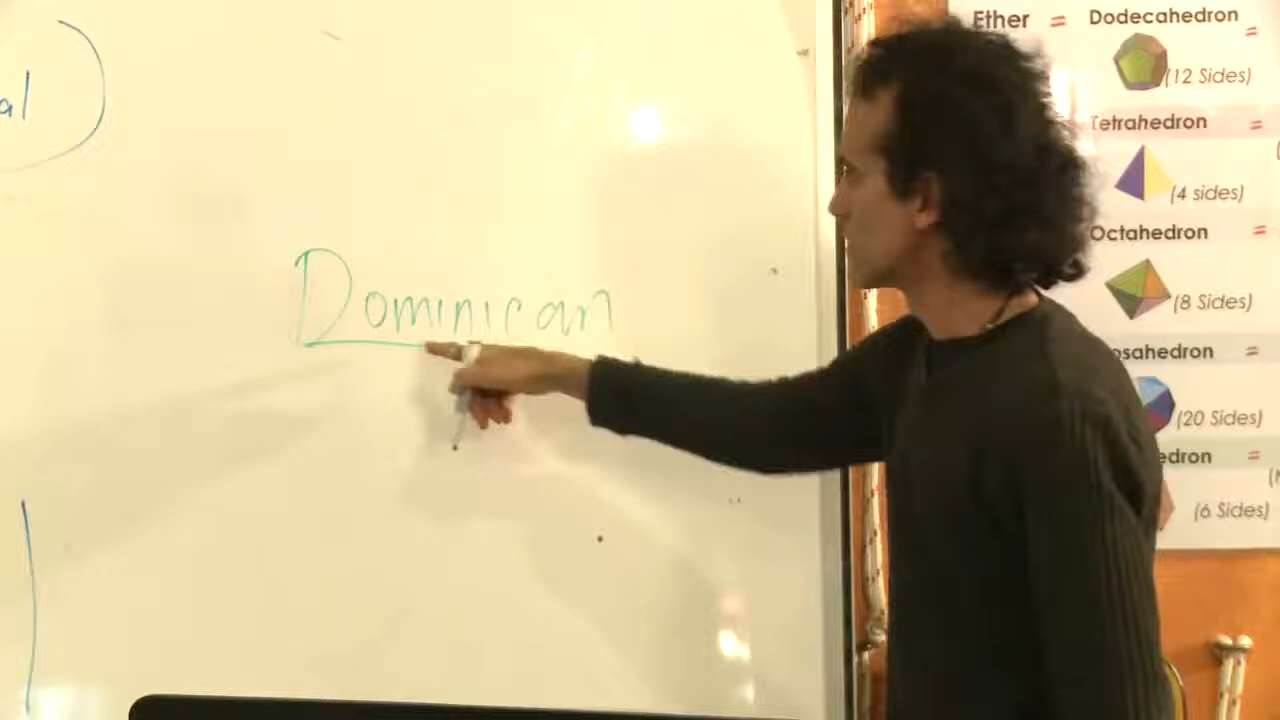 al
Dominican
Ether = Dodecahedron =
(12 Sides)
Tetrahedron =
(4 sides)
Octahedron =
(8 Sides)
osahedron =
(20 Sides)
edron =
(6 Sides)